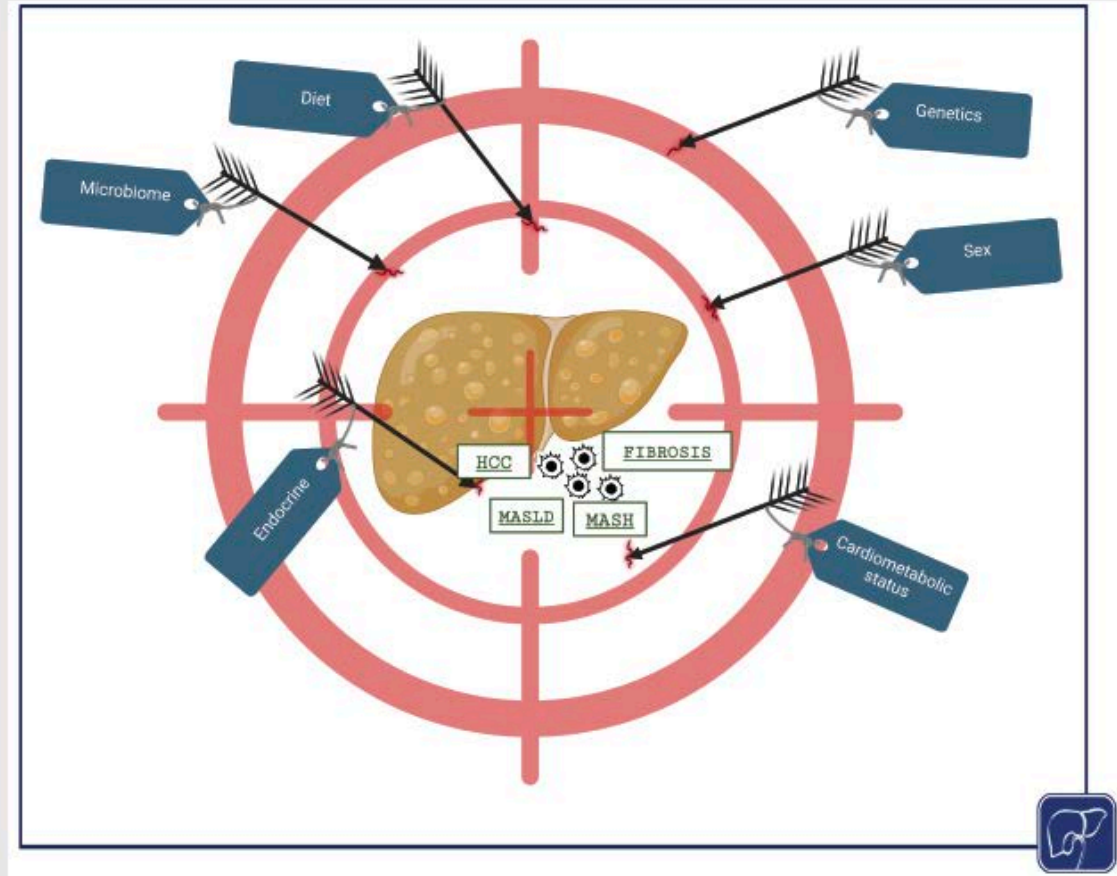 Diet
Genetics
Microbiome
Sex
HCC
FIBROSIS
MASLD
MASH
Endocrine
Cardiometabolic
status